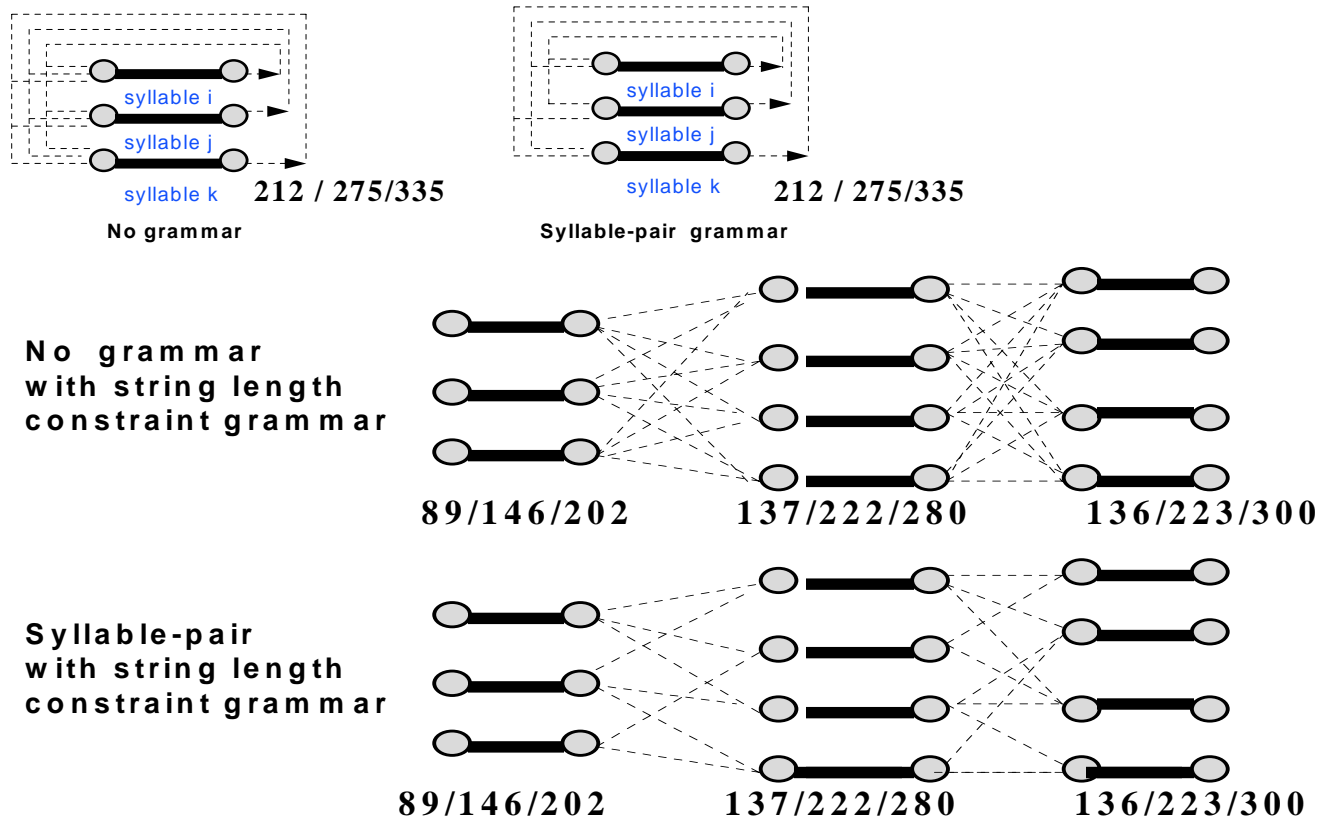 syllable i
syllable j
syllable k
212 / 275/335
No grammar
syllable i
syllable j
syllable k
212 / 275/335
Syllable-pair grammar
No grammar
with string length
constraint grammar
89/146/202
137/222/280
136/223/300
Syllable-pair
with string length
constraint grammar
89/146/202
137/222/280
136/223/300